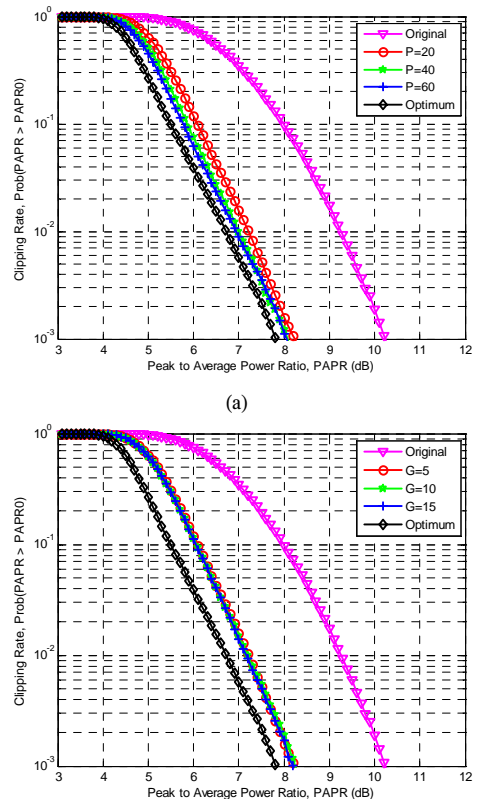 10^0
10^-1
10^-2
10^-3
Clipping Rate, Prob(PAPR > PAPR0)
Original
P=20
P=40
P=60
Optimum
3 4 5 6 7 8 9 10 11 12
Peak to Average Power Ratio, PAPR (dB)
(a)
10^0
10^-1
10^-2
10^-3
Clipping Rate, Prob(PAPR > PAPR0)
Original
G=5
G=10
G=15
Optimum
3 4 5 6 7 8 9 10 11 12
Peak to Average Power Ratio, PAPR (dB)